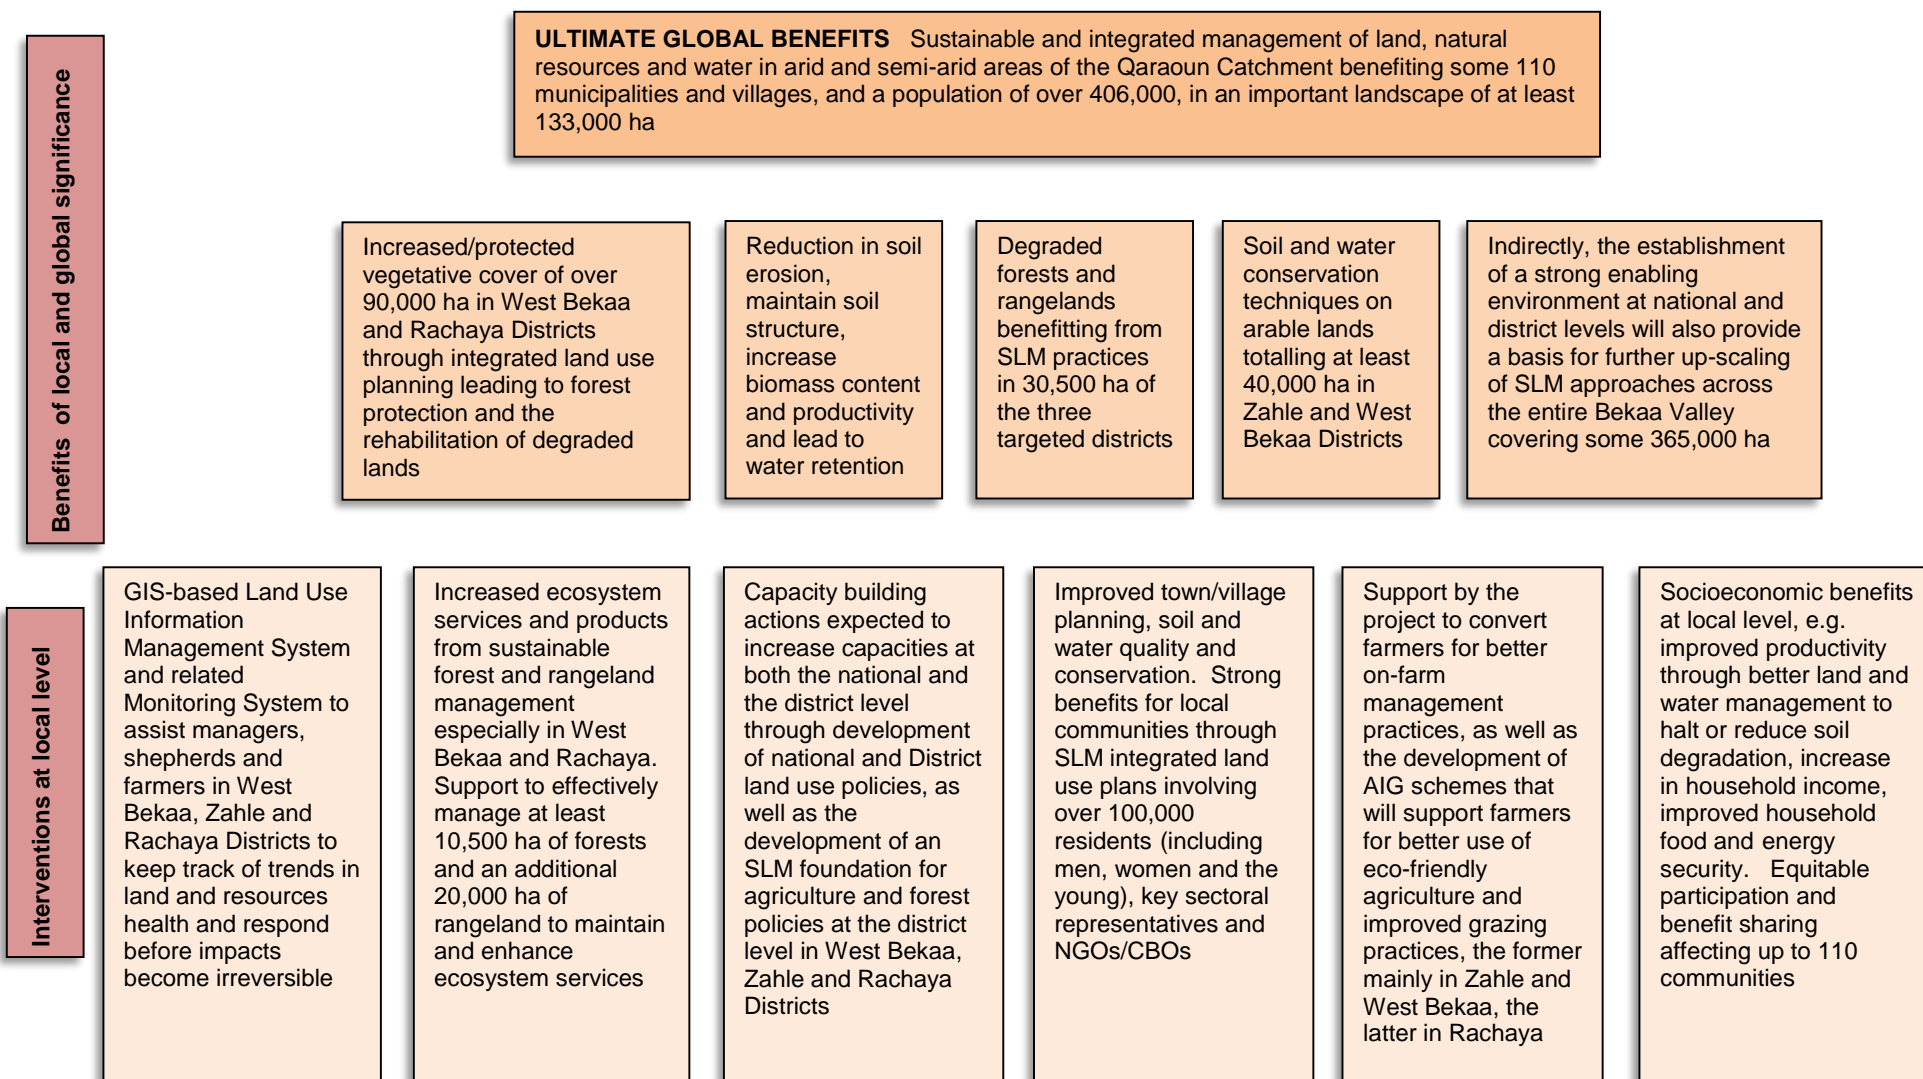 Benefits of local and global significance
ULTIMATE GLOBAL BENEFITS Sustainable and integrated management of land, natural
resources and water in arid and semi-arid areas of the Qaraoun Catchment benefiting some 110
municipalities and villages, and a population of over 406,000, in an important landscape of at least
133,000 ha
Increased/protected
vegetative cover of over
90,000 ha in West Bekaa
and Rachaya Districts
through integrated land use
planning leading to forest
protection and the
rehabilitation of degraded
lands
Reduction in soil
erosion,
maintain soil
structure,
increase
biomass content
and productivity
and lead to
water retention
Degraded
forests and
rangelands
benefitting from
SLM practices
in 30,500 ha of
the three
targeted districts
Soil and water
conservation
techniques on
arable lands
totalling at least
40,000 ha in
Zahle and West
Bekaa Districts
Indirectly, the establishment
of a strong enabling
environment at national and
district levels will also provide
a basis for further up-scaling
of SLM approaches across
the entire Bekaa Valley
covering some 365,000 ha
Interventions at local level
GIS-based Land Use
Information
Management System
and related
Monitoring System to
assist managers,
shepherds and
farmers in West
Bekaa, Zahle and
Rachaya Districts to
keep track of trends in
land and resources
health and respond
before impacts
become irreversible
Increased ecosystem
services and products
from sustainable
forest and rangeland
management
especially in West
Bekaa and Rachaya.
Support to effectively
manage at least
10,500 ha of forests
and an additional
20,000 ha of
rangeland to maintain
and enhance
ecosystem services
Capacity building
actions expected to
increase capacities at
both the national and
the district level
through development
of national and District
land use policies, as
well as the
development of an
SLM foundation for
agriculture and forest
policies at the district
level in West Bekaa,
Zahle and Rachaya
Districts
Improved town/village
planning, soil and
water quality and
conservation. Strong
benefits for local
communities through
SLM integrated land
use plans involving
over 100,000
residents (including
men, women and the
young), key sectoral
representatives and
NGOs/CBOs
Support by the
project to convert
farmers for better
on-farm
management
practices, as well as
the development of
AIG schemes that
will support farmers
for better use of
eco-friendly
agriculture and
improved grazing
practices, the former
mainly in Zahle and
West Bekaa, the
latter in Rachaya
Socioeconomic benefits
at local level, e.g.
improved productivity
through better land and
water management to
halt or reduce soil
degradation, increase
in household income,
improved household
food and energy
security. Equitable
participation and
benefit sharing
affecting up to 110
communities